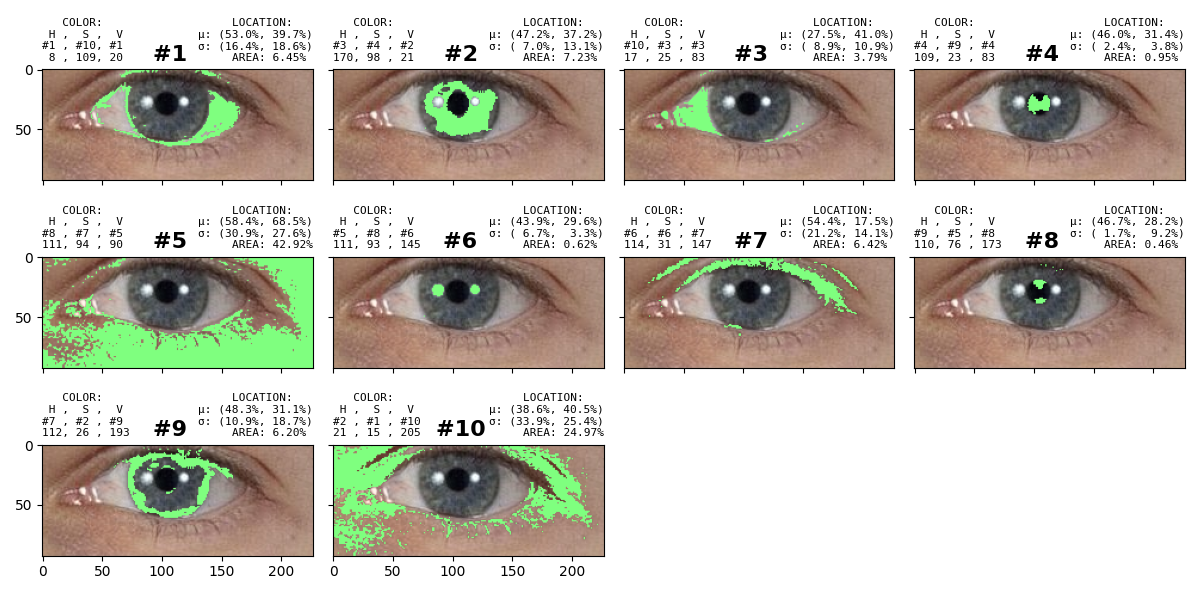 COLOR: LOCATION:
H , S , V μ: (53.0%, 39.7%)
#1 , #10, #1 #1 σ: (16.4%, 18.6%)
8 , 109, 20 AREA: 6.45%
COLOR: LOCATION:
H , S , V μ: (47.2%, 37.2%)
#3 , #4 , #2 #2 σ: ( 7.0%, 13.1%)
170, 98 , 21 AREA: 7.23%
COLOR: LOCATION:
H , S , V μ: (27.5%, 41.0%)
#10, #3 , #3 #3 σ: ( 8.9%, 10.9%)
17 , 25 , 83 AREA: 3.79%
COLOR: LOCATION:
H , S , V μ: (46.0%, 31.4%)
#4 , #9 , #4 #4 σ: ( 2.4%, 3.8%)
109, 23 , 83 AREA: 0.95%
0
50
COLOR: LOCATION:
H , S , V μ: (58.4%, 68.5%)
#8 , #7 , #5 #5 σ: (30.9%, 27.6%)
111, 94 , 90 AREA: 42.92%
COLOR: LOCATION:
H , S , V μ: (43.9%, 29.6%)
#5 , #8 , #6 #6 σ: ( 6.7%, 3.3%)
111, 93 , 145 AREA: 0.62%
COLOR: LOCATION:
H , S , V μ: (54.4%, 17.5%)
#6 , #6 , #7 #7 σ: (21.2%, 14.1%)
114, 31 , 147 AREA: 6.42%
COLOR: LOCATION:
H , S , V μ: (46.7%, 28.2%)
#9 , #5 , #8 #8 σ: ( 1.7%, 9.2%)
110, 76 , 173 AREA: 0.46%
0
50
COLOR: LOCATION:
H , S , V μ: (48.3%, 31.1%)
#7 , #2 , #9 #9 σ: (10.9%, 18.7%)
112, 26 , 193 AREA: 6.20%
COLOR: LOCATION:
H , S , V μ: (38.6%, 40.5%)
#2 , #1 , #10 #10 σ: (33.9%, 25.4%)
21 , 15 , 205 AREA: 24.97%
0
50
0 50 100 150 200
0 50 100 150 200